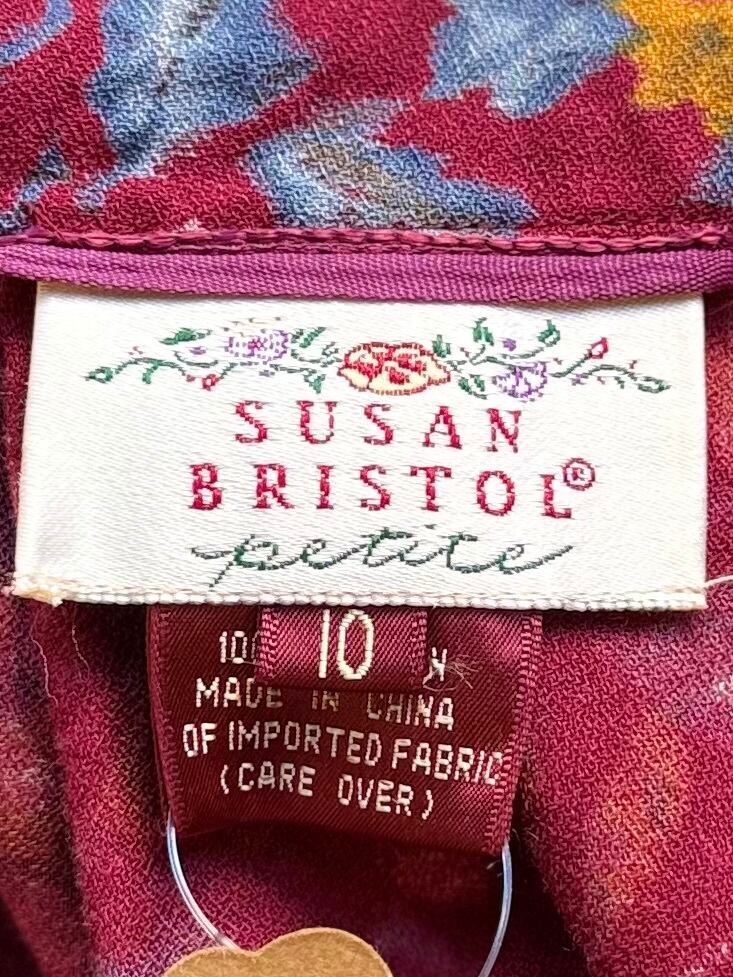 SUSAN
BRISTOL®
petite
10
MADE IN CHINA
OF IMPORTED FABRIC
(CARE OVER)